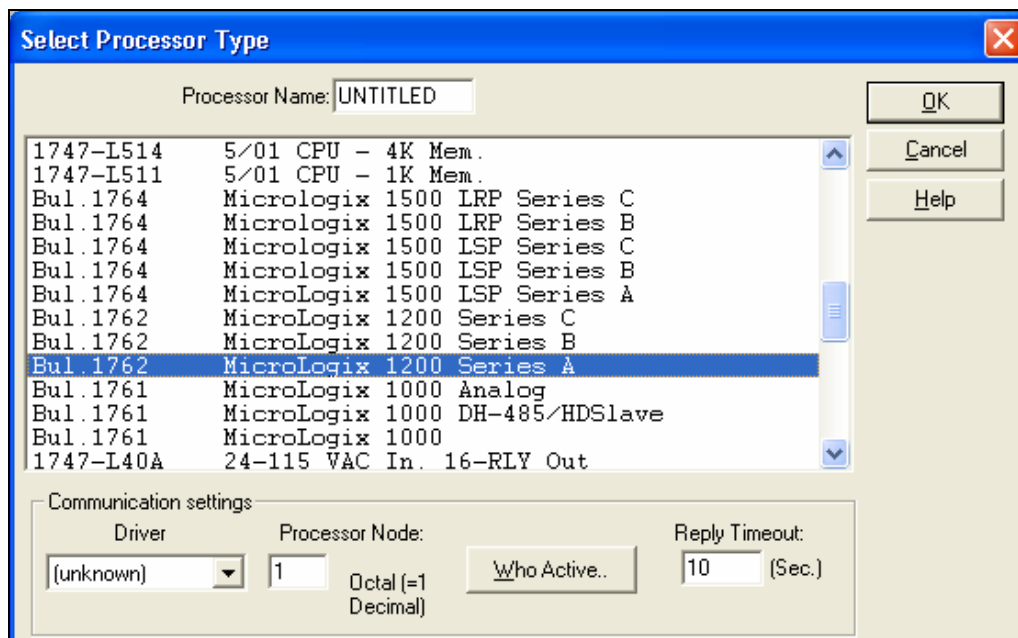 Select Processor Type
Processor Name: UNTITLED
OK
Cancel
Help
1747-L514 5/01 CPU - 4K Mem.
1747-L511 5/01 CPU - 1K Mem.
Bul.1764 Micrologix 1500 LRP Series C
Bul.1764 Micrologix 1500 LRP Series B
Bul.1764 Micrologix 1500 LSP Series C
Bul.1764 Micrologix 1500 LSP Series B
Bul.1764 MicroLogix 1500 LSP Series A
Bul.1762 MicroLogix 1200 Series C
Bul.1762 MicroLogix 1200 Series B
Bul.1762 MicroLogix 1200 Series A
Bul.1761 MicroLogix 1000 Analog
Bul.1761 MicroLogix 1000 DH-485/HDSlave
Bul.1761 MicroLogix 1000
1747-L40A 24-115 VAC In. 16-RLY Out
Communication settings
Driver
(unknown)
Processor Node:
1
Octal (=1
Decimal)
Who Active..
Reply Timeout:
10 (Sec.)